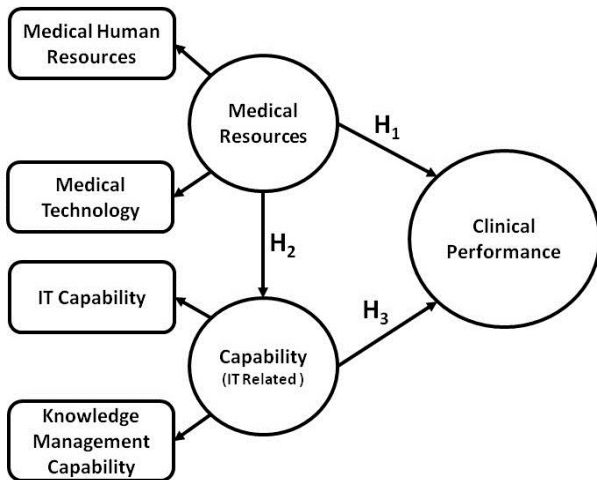 Medical Human
Resources
Medical
Resources
H₁
Medical
Technology
Clinical
Performance
H₂
IT Capability
H₃
Capability
(IT Related )
Knowledge
Management
Capability